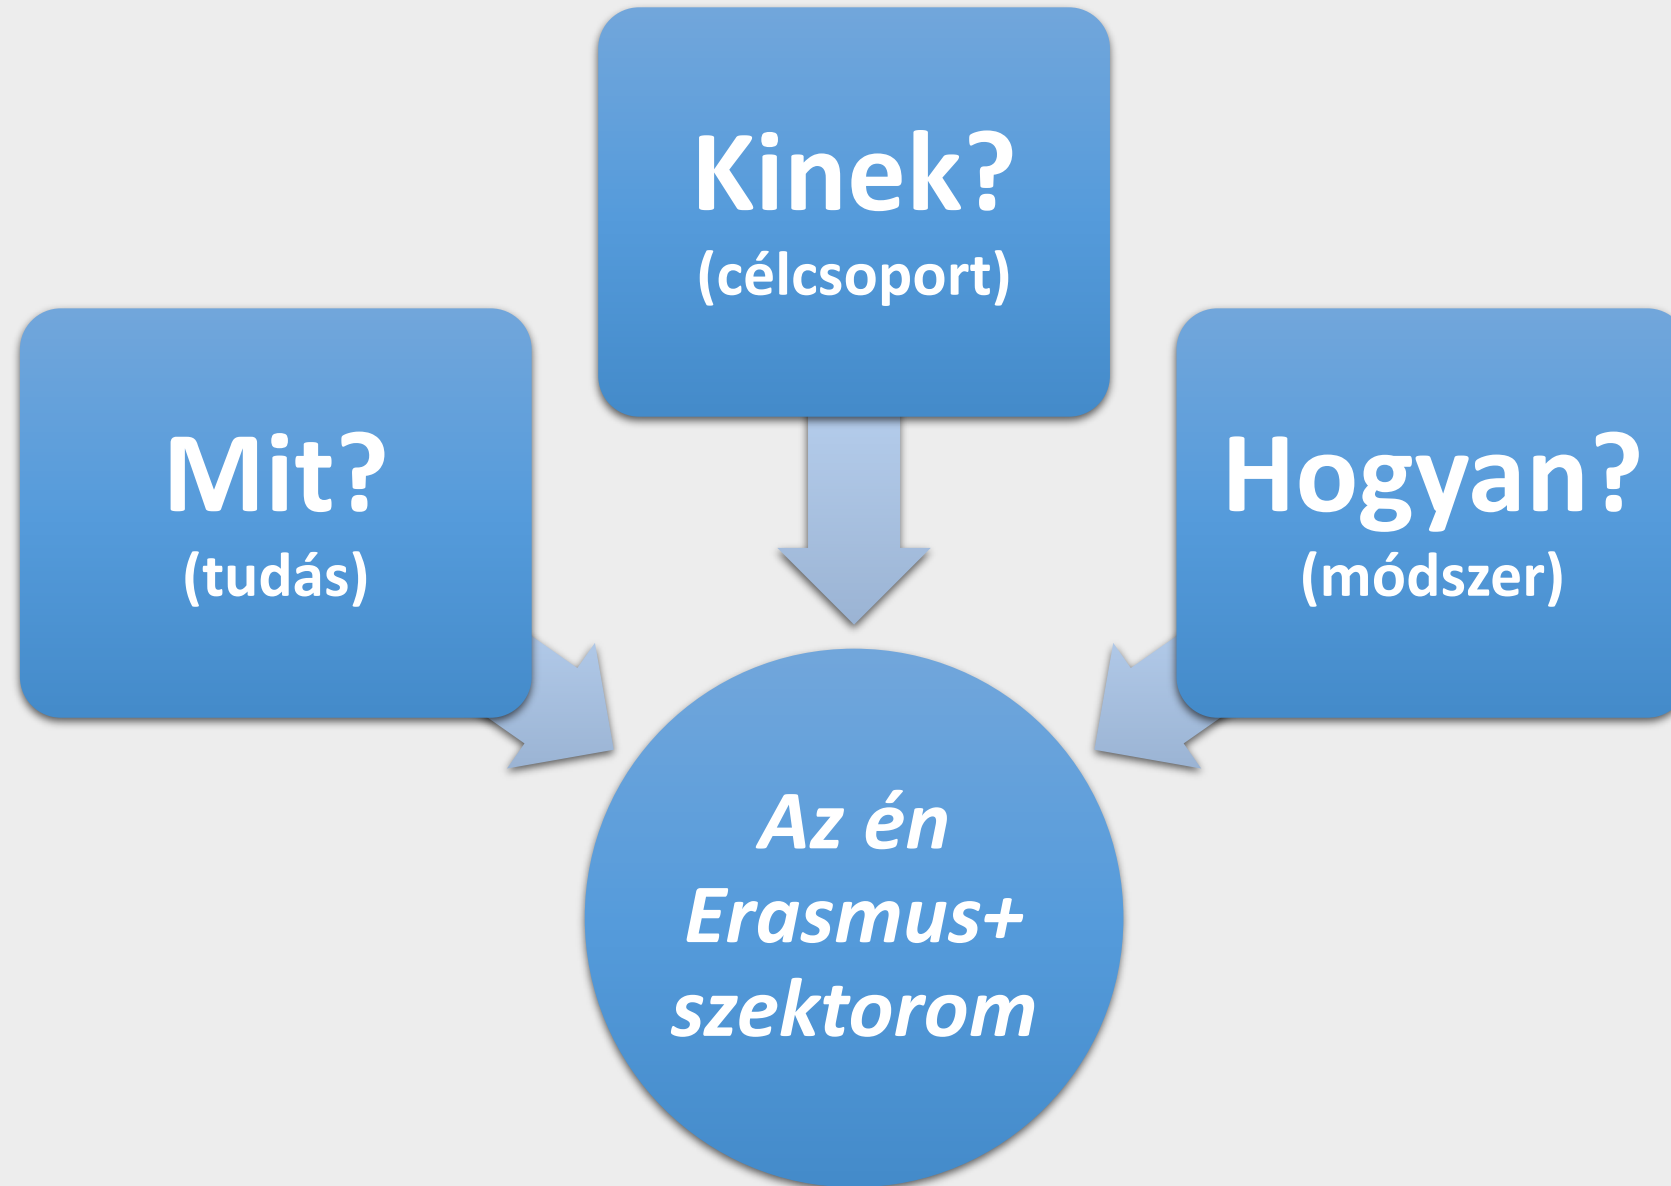 Kinek?
(célcsoport)
Mit?
(tudás)
Hogyan?
(módszer)
Az én
Erasmus+
szektorom